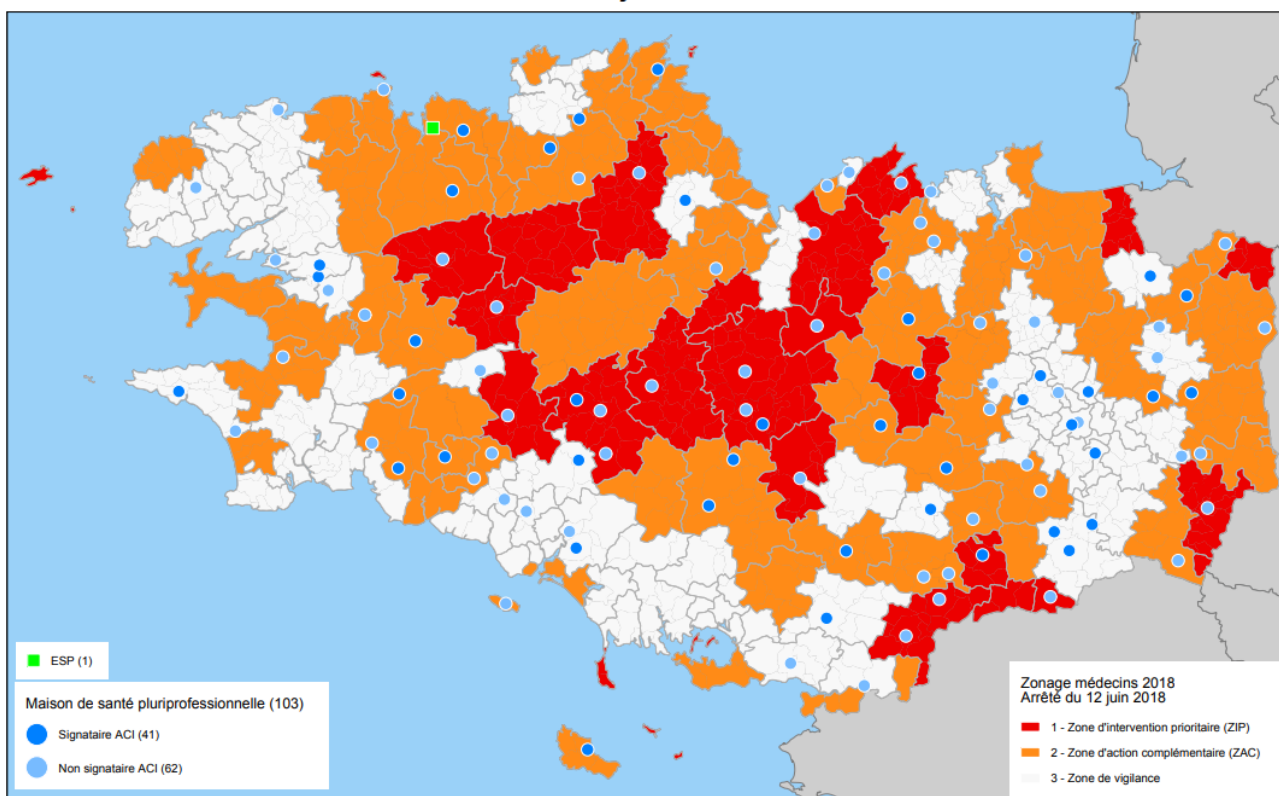 ESP (1)
Maison de santé pluriprofessionnelle (103)
Signataire ACI (41)
Non signataire ACI (62)
Zonage médecins 2018
Arrêté du 12 juin 2018
1 - Zone d'intervention prioritaire (ZIP)
2 - Zone d'action complémentaire (ZAC)
3 - Zone de vigilance